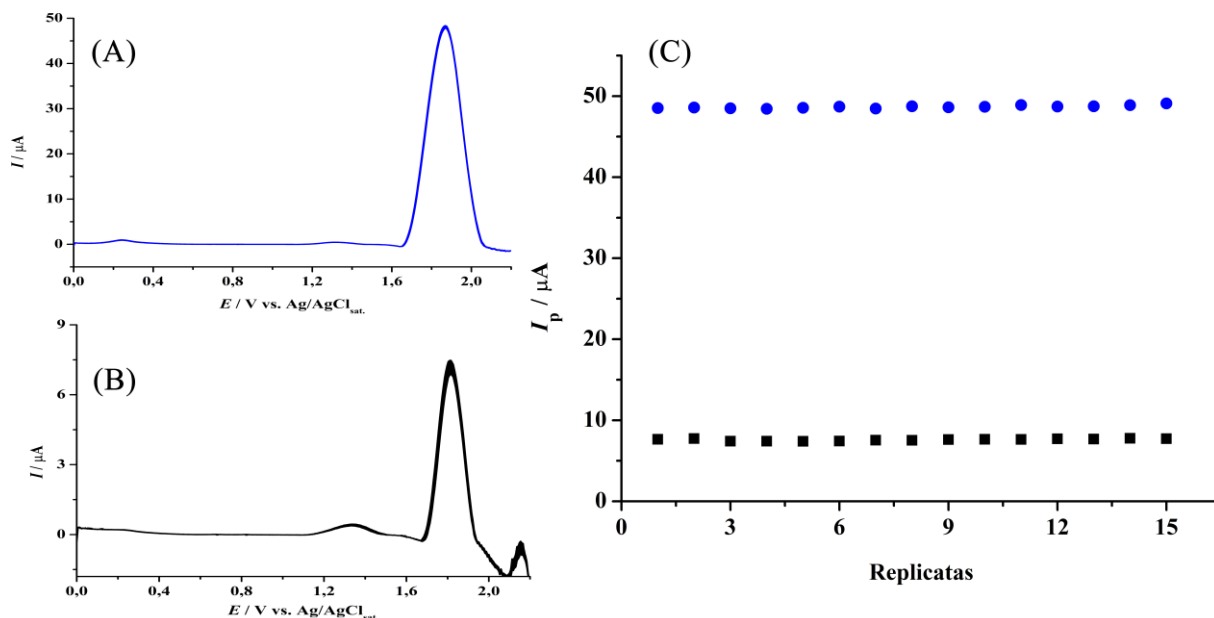 (A)
50
40
30
20
10
0
I / μA
0,0 0,4 0,8 1,2 1,6 2,0
E / V vs. Ag/AgCl sat.
(B)
9
6
3
0
I / μA
0,0 0,4 0,8 1,2 1,6 2,0
E / V vs. Ag/AgCl sat.
(C)
50
40
30
20
10
0
Ip / μA
0 3 6 9 12 15
Replicatas